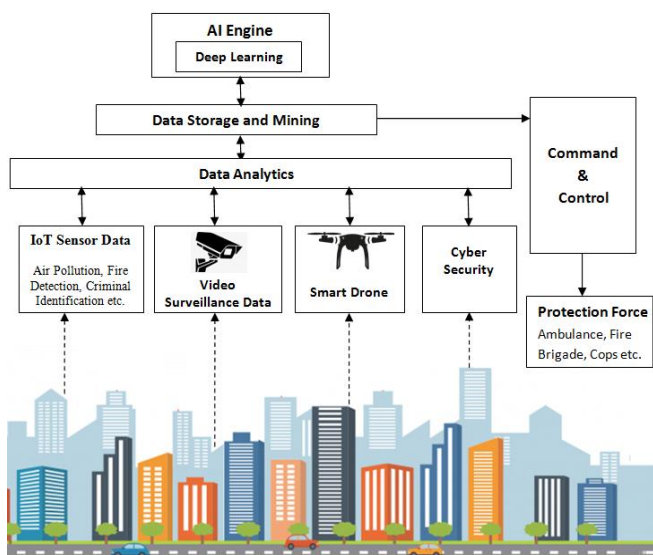 AI Engine
Deep Learning
Data Storage and Mining
Data Analytics
Command
&
Control
IoT Sensor Data
Air Pollution, Fire
Detection, Criminal
Identification etc.
Video
Surveillance Data
Smart Drone
Cyber
Security
Protection Force
Ambulance, Fire
Brigade, Cops etc.